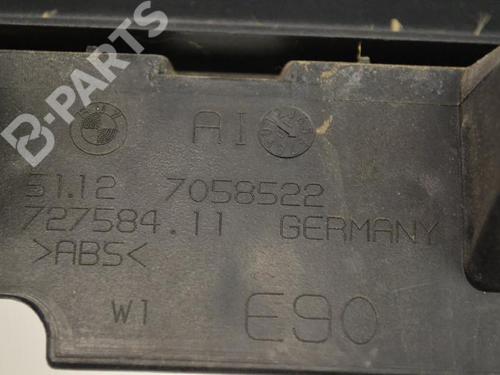 B-PARTS
AI
51.12 7058522
727584.11 GERMANY
>ABS<
W1 E90